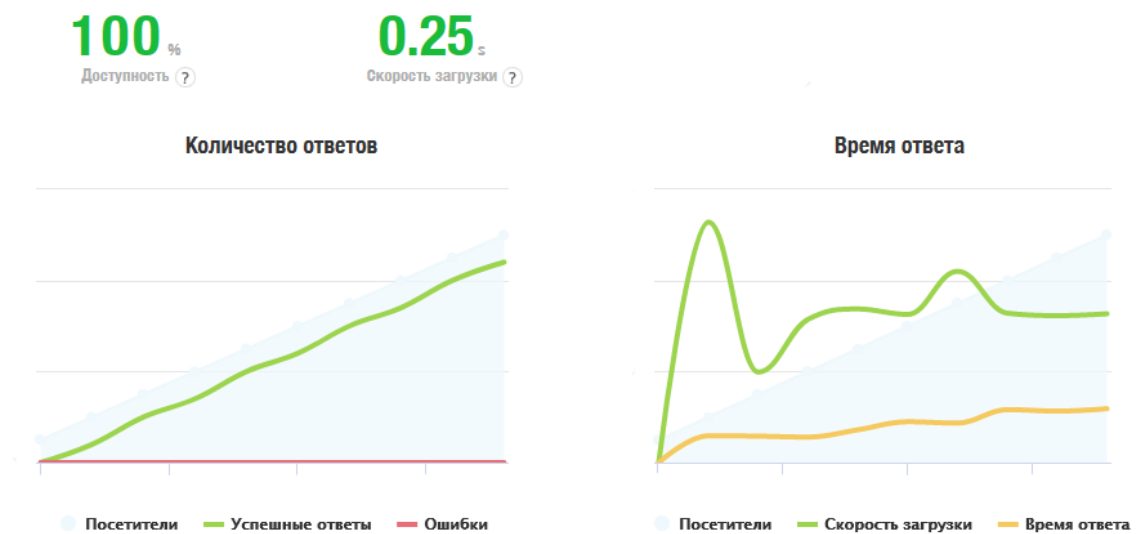 100 % 0.25 s
Доступность ? Скорость загрузки ?
Количество ответов
Посетители Успешные ответы Ошибки
Время ответа
Посетители Скорость загрузки Время ответа